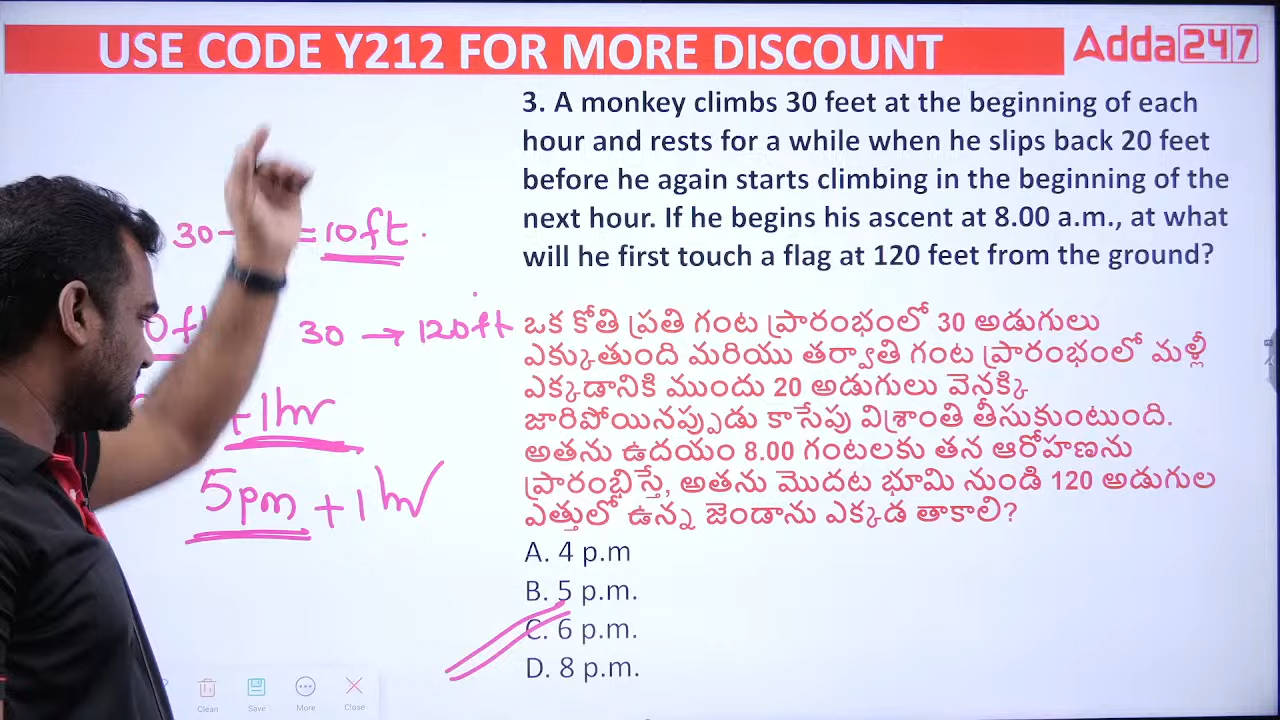 USE CODE Y212 FOR MORE DISCOUNT
Adda247
3. A monkey climbs 30 feet at the beginning of each
hour and rests for a while when he slips back 20 feet
before he again starts climbing in the beginning of the
next hour. If he begins his ascent at 8.00 a.m., at what
will he first touch a flag at 120 feet from the ground?
30 - = 10ft.
30 → 120ft
+1hr
5pm +1hr
ఒక కోతి ప్రతి గంట ప్రారంభంలో 30 అడుగులు
ఎక్కుతుంది మరియు తర్వాతి గంట ప్రారంభంలో మళ్లీ
ఎక్కడానికి ముందు 20 అడుగులు వెనక్కి
జారిపోయినప్పుడు కాసేపు విశ్రాంతి తీసుకుంటుంది.
అతను ఉదయం 8.00 గంటలకు తన ఆరోహణను
ప్రారంభిస్తే, అతను మొదట భూమి నుండి 120 అడుగుల
ఎత్తులో ఉన్న జెండాను ఎక్కడ తాకాలి?
A. 4 p.m
B. 5 p.m.
C. 6 p.m.
D. 8 p.m.
Clean
Save
More
Close